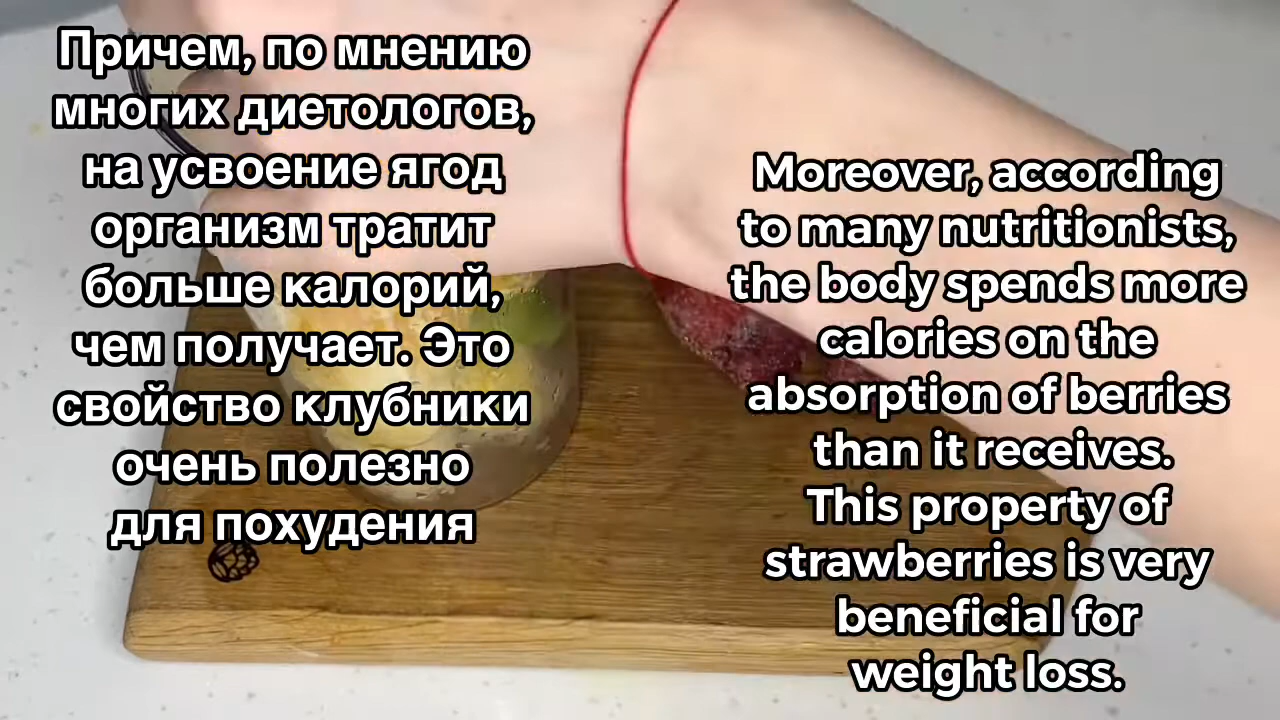 Причем, по мнению
многих диетологов,
на усвоение ягод
организм тратит
больше калорий,
чем получает. Это
свойство клубники
очень полезно
для похудения
Moreover, according
to many nutritionists,
the body spends more
calories on the
absorption of berries
than it receives.
This property of
strawberries is very
beneficial for
weight loss.